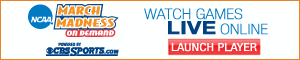 NCAA
MARCH
MADNESS
ON DEMAND
POWERED BY
CBSSPORTS.COM
WATCH GAMES
LIVE ONLINE
LAUNCH PLAYER